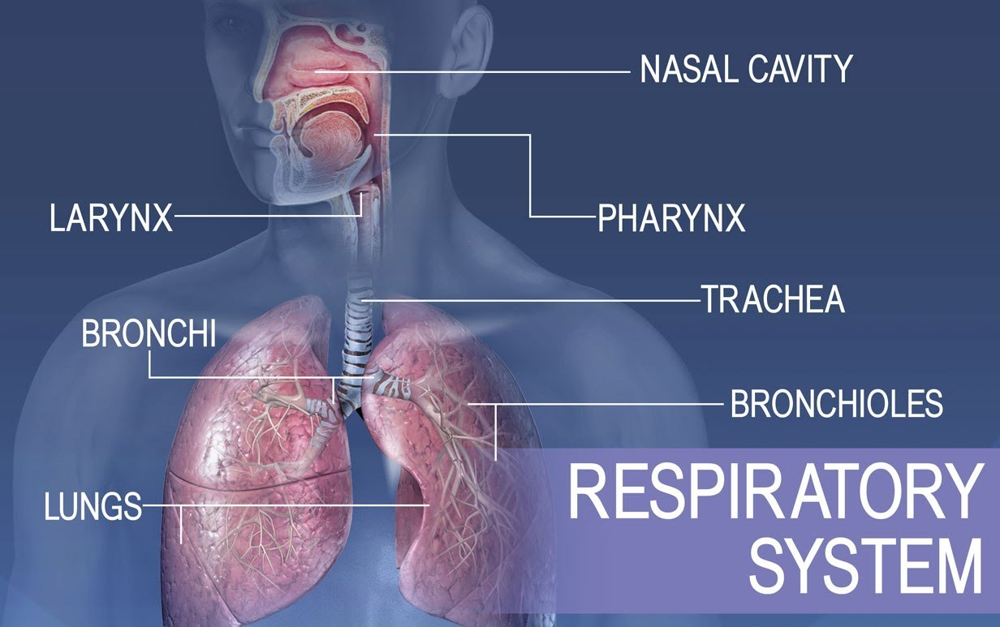 NASAL CAVITY
LARYNX
PHARYNX
TRACHEA
BRONCHI
BRONCHIOLES
LUNGS
RESPIRATORY
SYSTEM